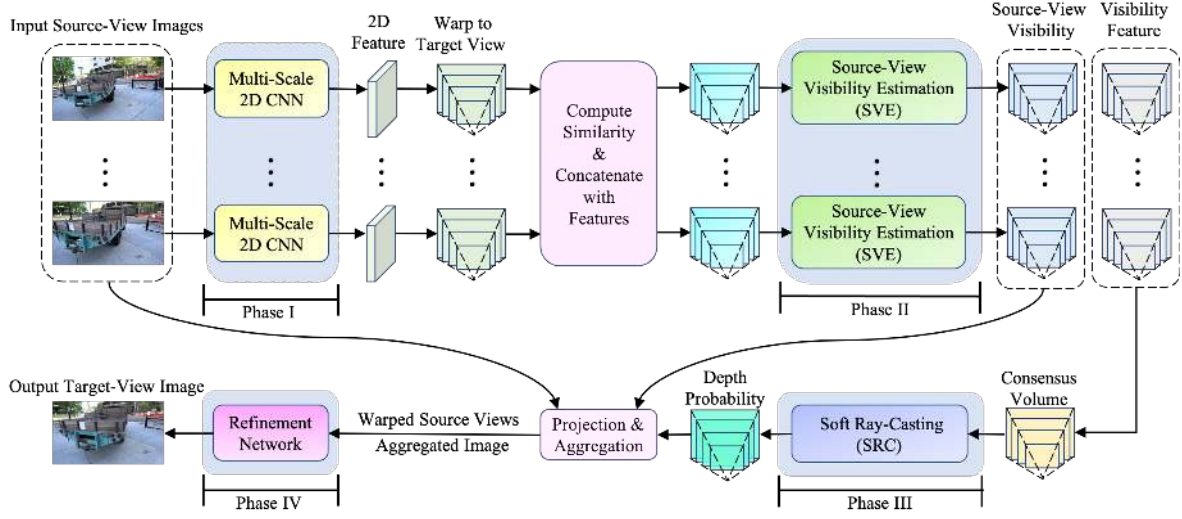 Input Source-View Images
2D
Feature
Warp to
Target View
Source-View
Visibility
Visibility
Feature
Multi-Scale
2D CNN
Compute
Similarity
&
Concatenate
with
Features
Source-View
Visibility Estimation
(SVE)
Multi-Scale
2D CNN
Source-View
Visibility Estimation
(SVE)
Phase I
Phase II
Output Target-View Image
Refinement
Network
Warped Source Views
Aggregated Image
Projection &
Aggregation
Depth
Probability
Soft Ray-Casting
(SRC)
Consensus
Volume
Phase IV
Phase III